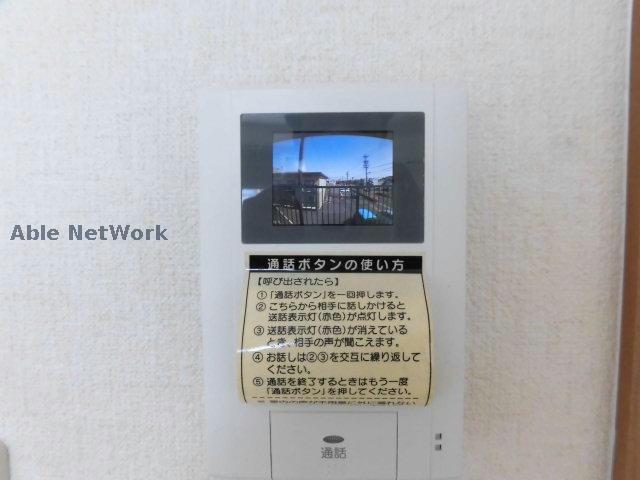 Able NetWork
通話ボタンの使い方
【呼び出されたら】
①「通話ボタン」を一回押します。
② こちらから相手に話しかけると
送話表示灯(赤色)が点灯します。
③ 送話表示灯(赤色)が消えている
とき、相手の声が聞こえます。
④ お話しは②③を交互に繰り返して
ください。
⑤ 通話を終了するときはもう一度
「通話ボタン」を押してください。
通話